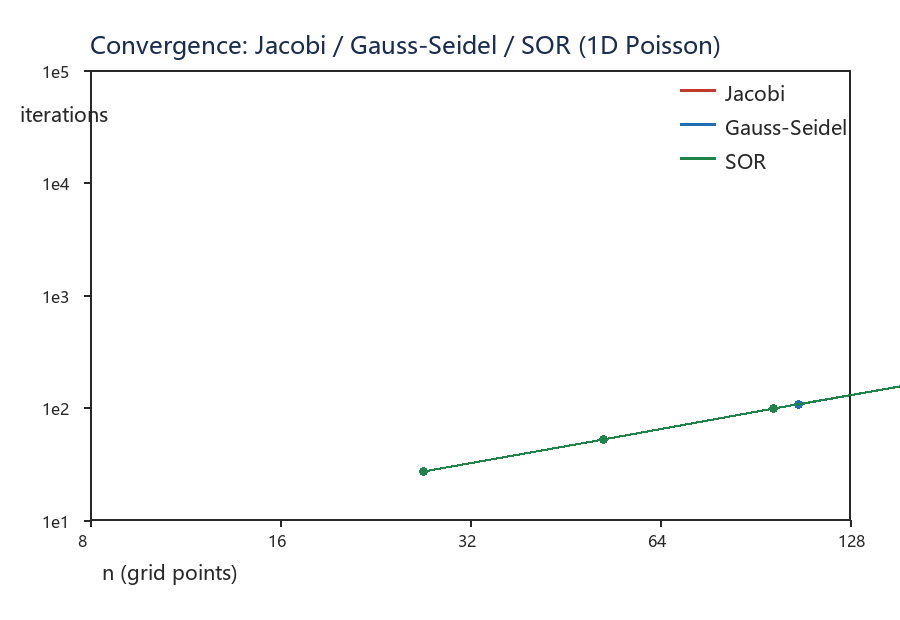 Convergence: Jacobi / Gauss-Seidel / SOR (1D Poisson)
1e5
iterations
Jacobi
Gauss-Seidel
SOR
1e4
1e3
1e2
1e1
8 16 32 64 128
n (grid points)